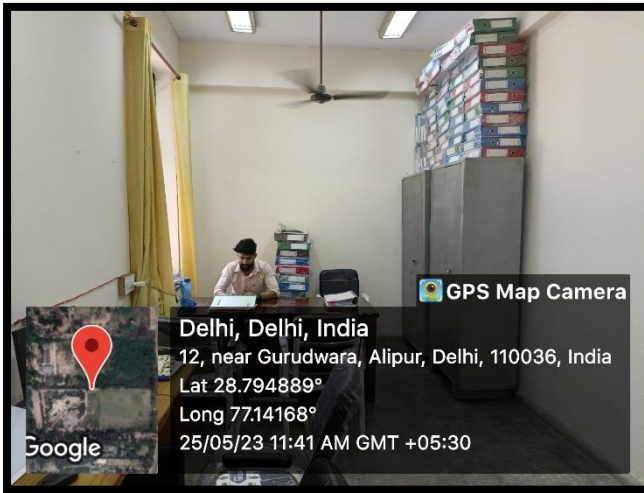 GPS Map Camera
Delhi, Delhi, India
12, near Gurudwara, Alipur, Delhi, 110036, India
Lat 28.794889°
Long 77.14168°
25/05/23 11:41 AM GMT +05:30
Google